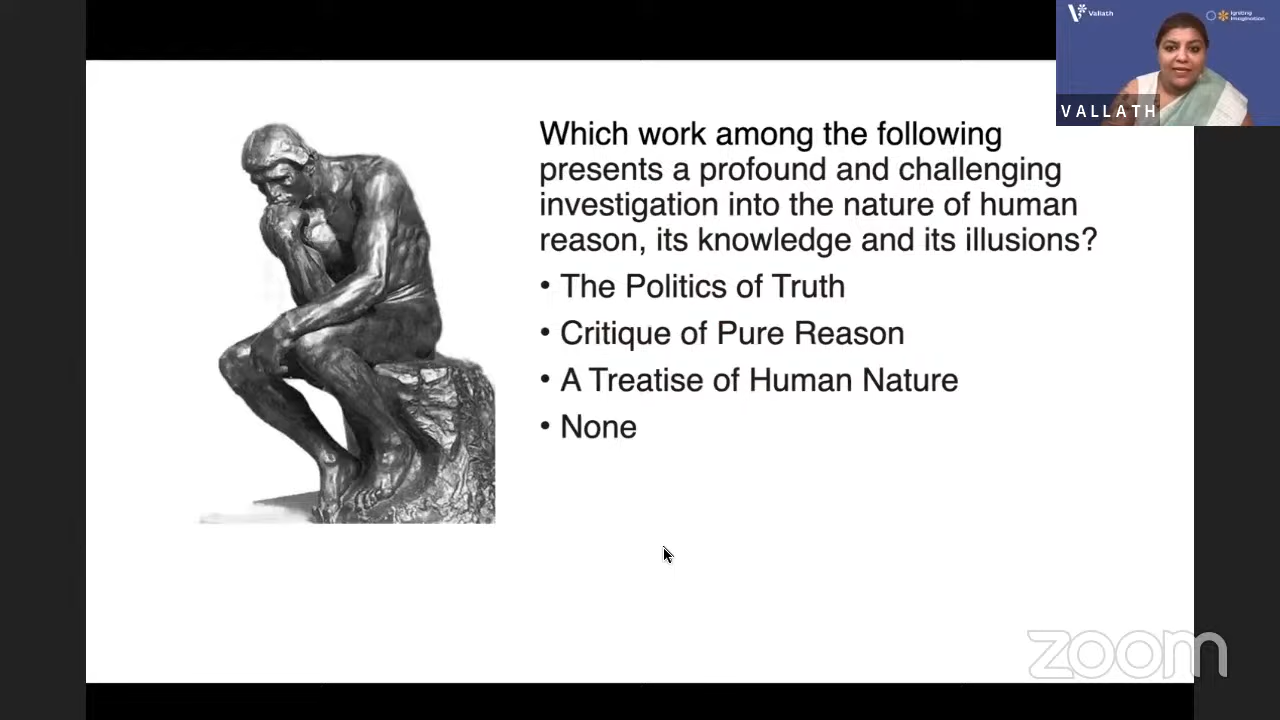 Vallath
Igniting
Imagination
VALLATH
Which work among the following
presents a profound and challenging
investigation into the nature of human
reason, its knowledge and its illusions?
• The Politics of Truth
• Critique of Pure Reason
• A Treatise of Human Nature
• None
zoom